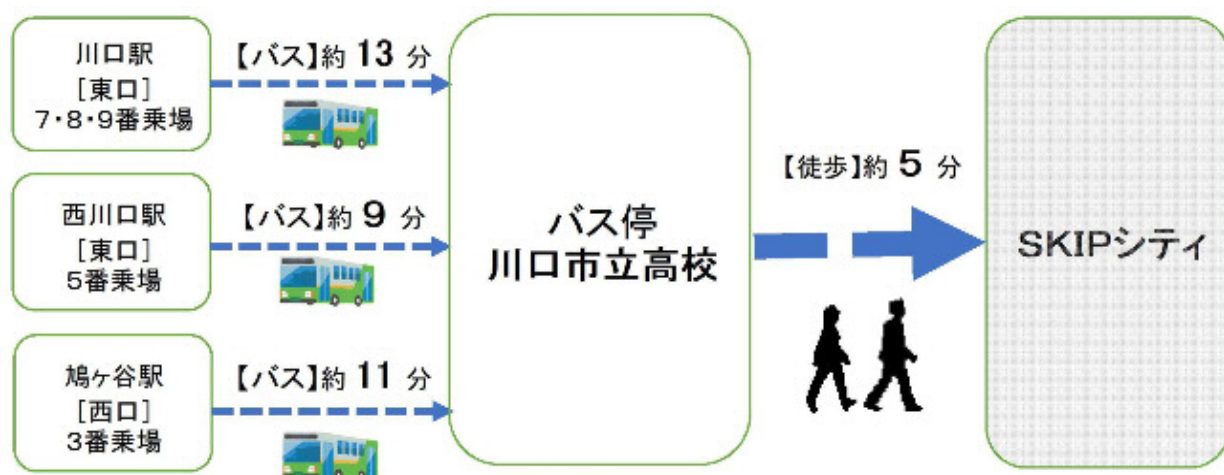 川口駅
[東口]
7・8・9番乗場
【バス】約 13 分
西川口駅
[東口]
5番乗場
【バス】約 9 分
鳩ヶ谷駅
[西口]
3番乗場
【バス】約 11 分
バス停
川口市立高校
【徒歩】約 5 分
SKIPシティ